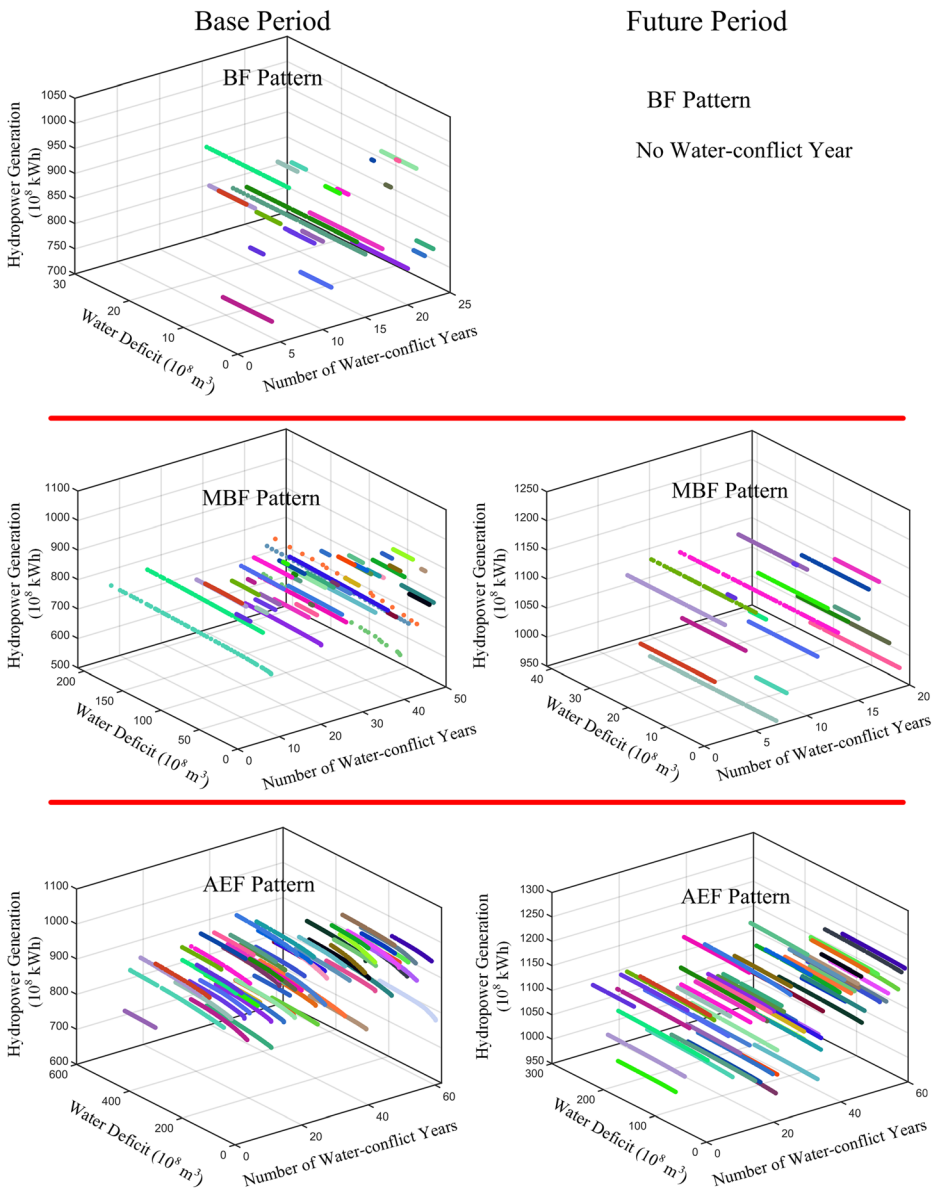 Base Period
Future Period
BF Pattern
1050
1000
950
900
850
800
750
700
30
20
10
0
0
5
10
15
20
25
Hydropower Generation
(10⁸ kWh)
Water Deficit (10⁸ m³)
Number of Water-conflict Years
BF Pattern
No Water-conflict Year
MBF Pattern
1100
1000
900
800
700
600
500
200
150
100
50
0
0
10
20
30
40
50
Hydropower Generation
(10⁸ kWh)
Water Deficit (10⁸ m³)
Number of Water-conflict Years
MBF Pattern
1250
1200
1150
1100
1050
1000
950
40
30
20
10
0
0
5
10
15
20
Hydropower Generation
(10⁸ kWh)
Water Deficit (10⁸ m³)
Number of Water-conflict Years
AEF Pattern
1100
1000
900
800
700
600
600
400
200
0
0
20
40
60
Hydropower Generation
(10⁸ kWh)
Water Deficit (10⁸ m³)
Number of Water-conflict Years
AEF Pattern
1300
1250
1200
1150
1100
1050
1000
950
300
200
100
0
0
20
40
60
Hydropower Generation
(10⁸ kWh)
Water Deficit (10⁸ m³)
Number of Water-conflict Years